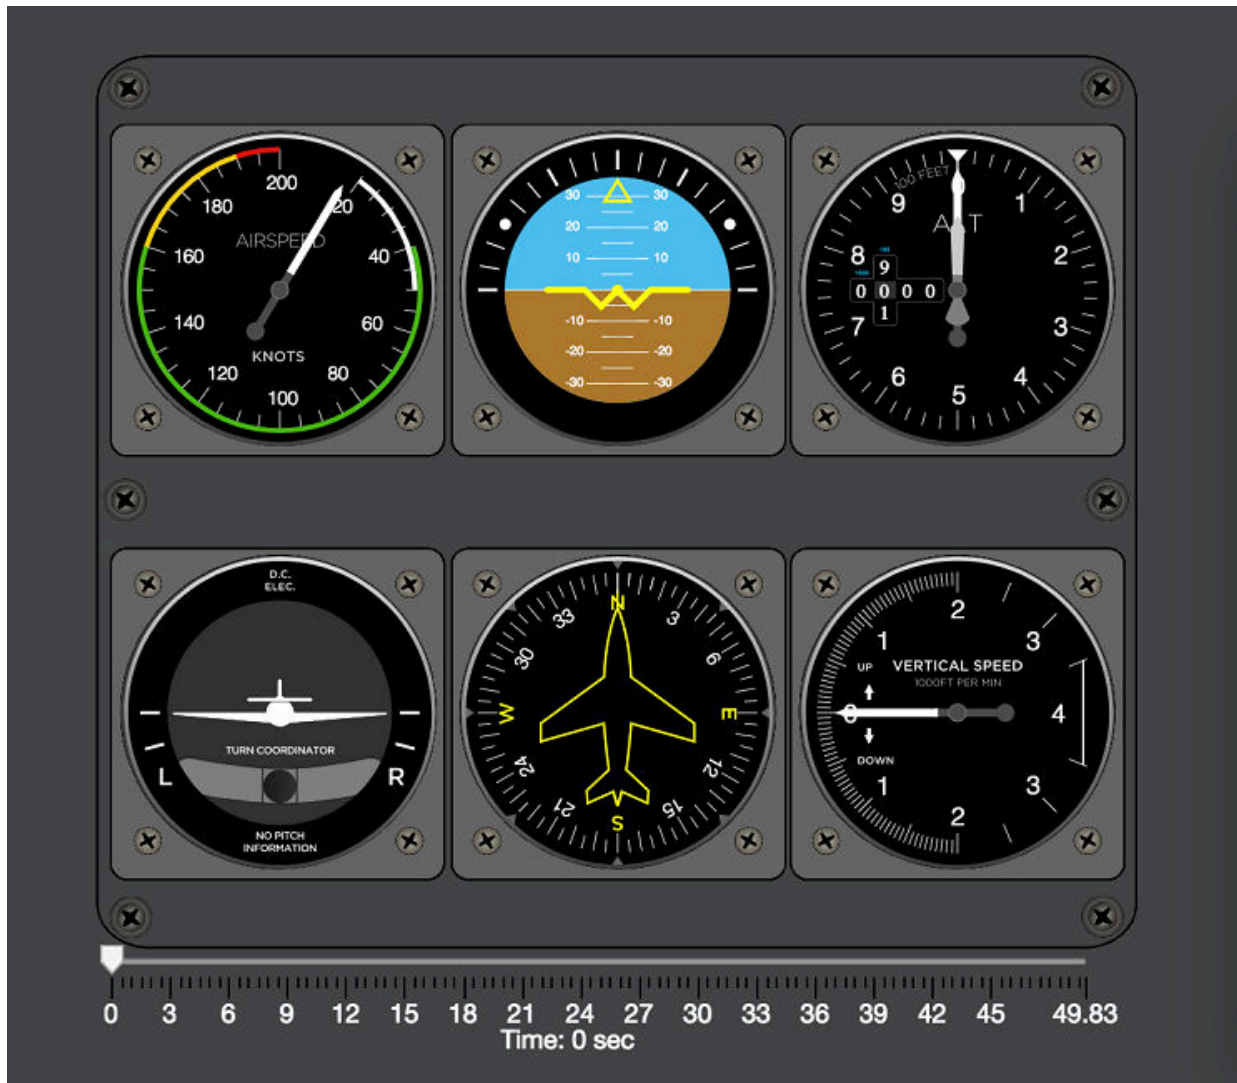 200
180
20
AIRSPEED
160
40
140
60
KNOTS
120
80
100
30 30
20 20
10 10
-10 -10
-20 -20
-30 -30
100 FEET
0
9 1
ALT
8 2
9
0 0 0 0
1
7 3
6 4
5
D.C.
ELEC.
TURN COORDINATOR
L R
NO PITCH
INFORMATION
N
33 3
30 6
W E
24 12
21 15
S
2
1 3
UP VERTICAL SPEED
1000FT PER MIN
0 4
DOWN
1 3
2
0 3 6 9 12 15 18 21 24 27 30 33 36 39 42 45 49.83
Time: 0 sec